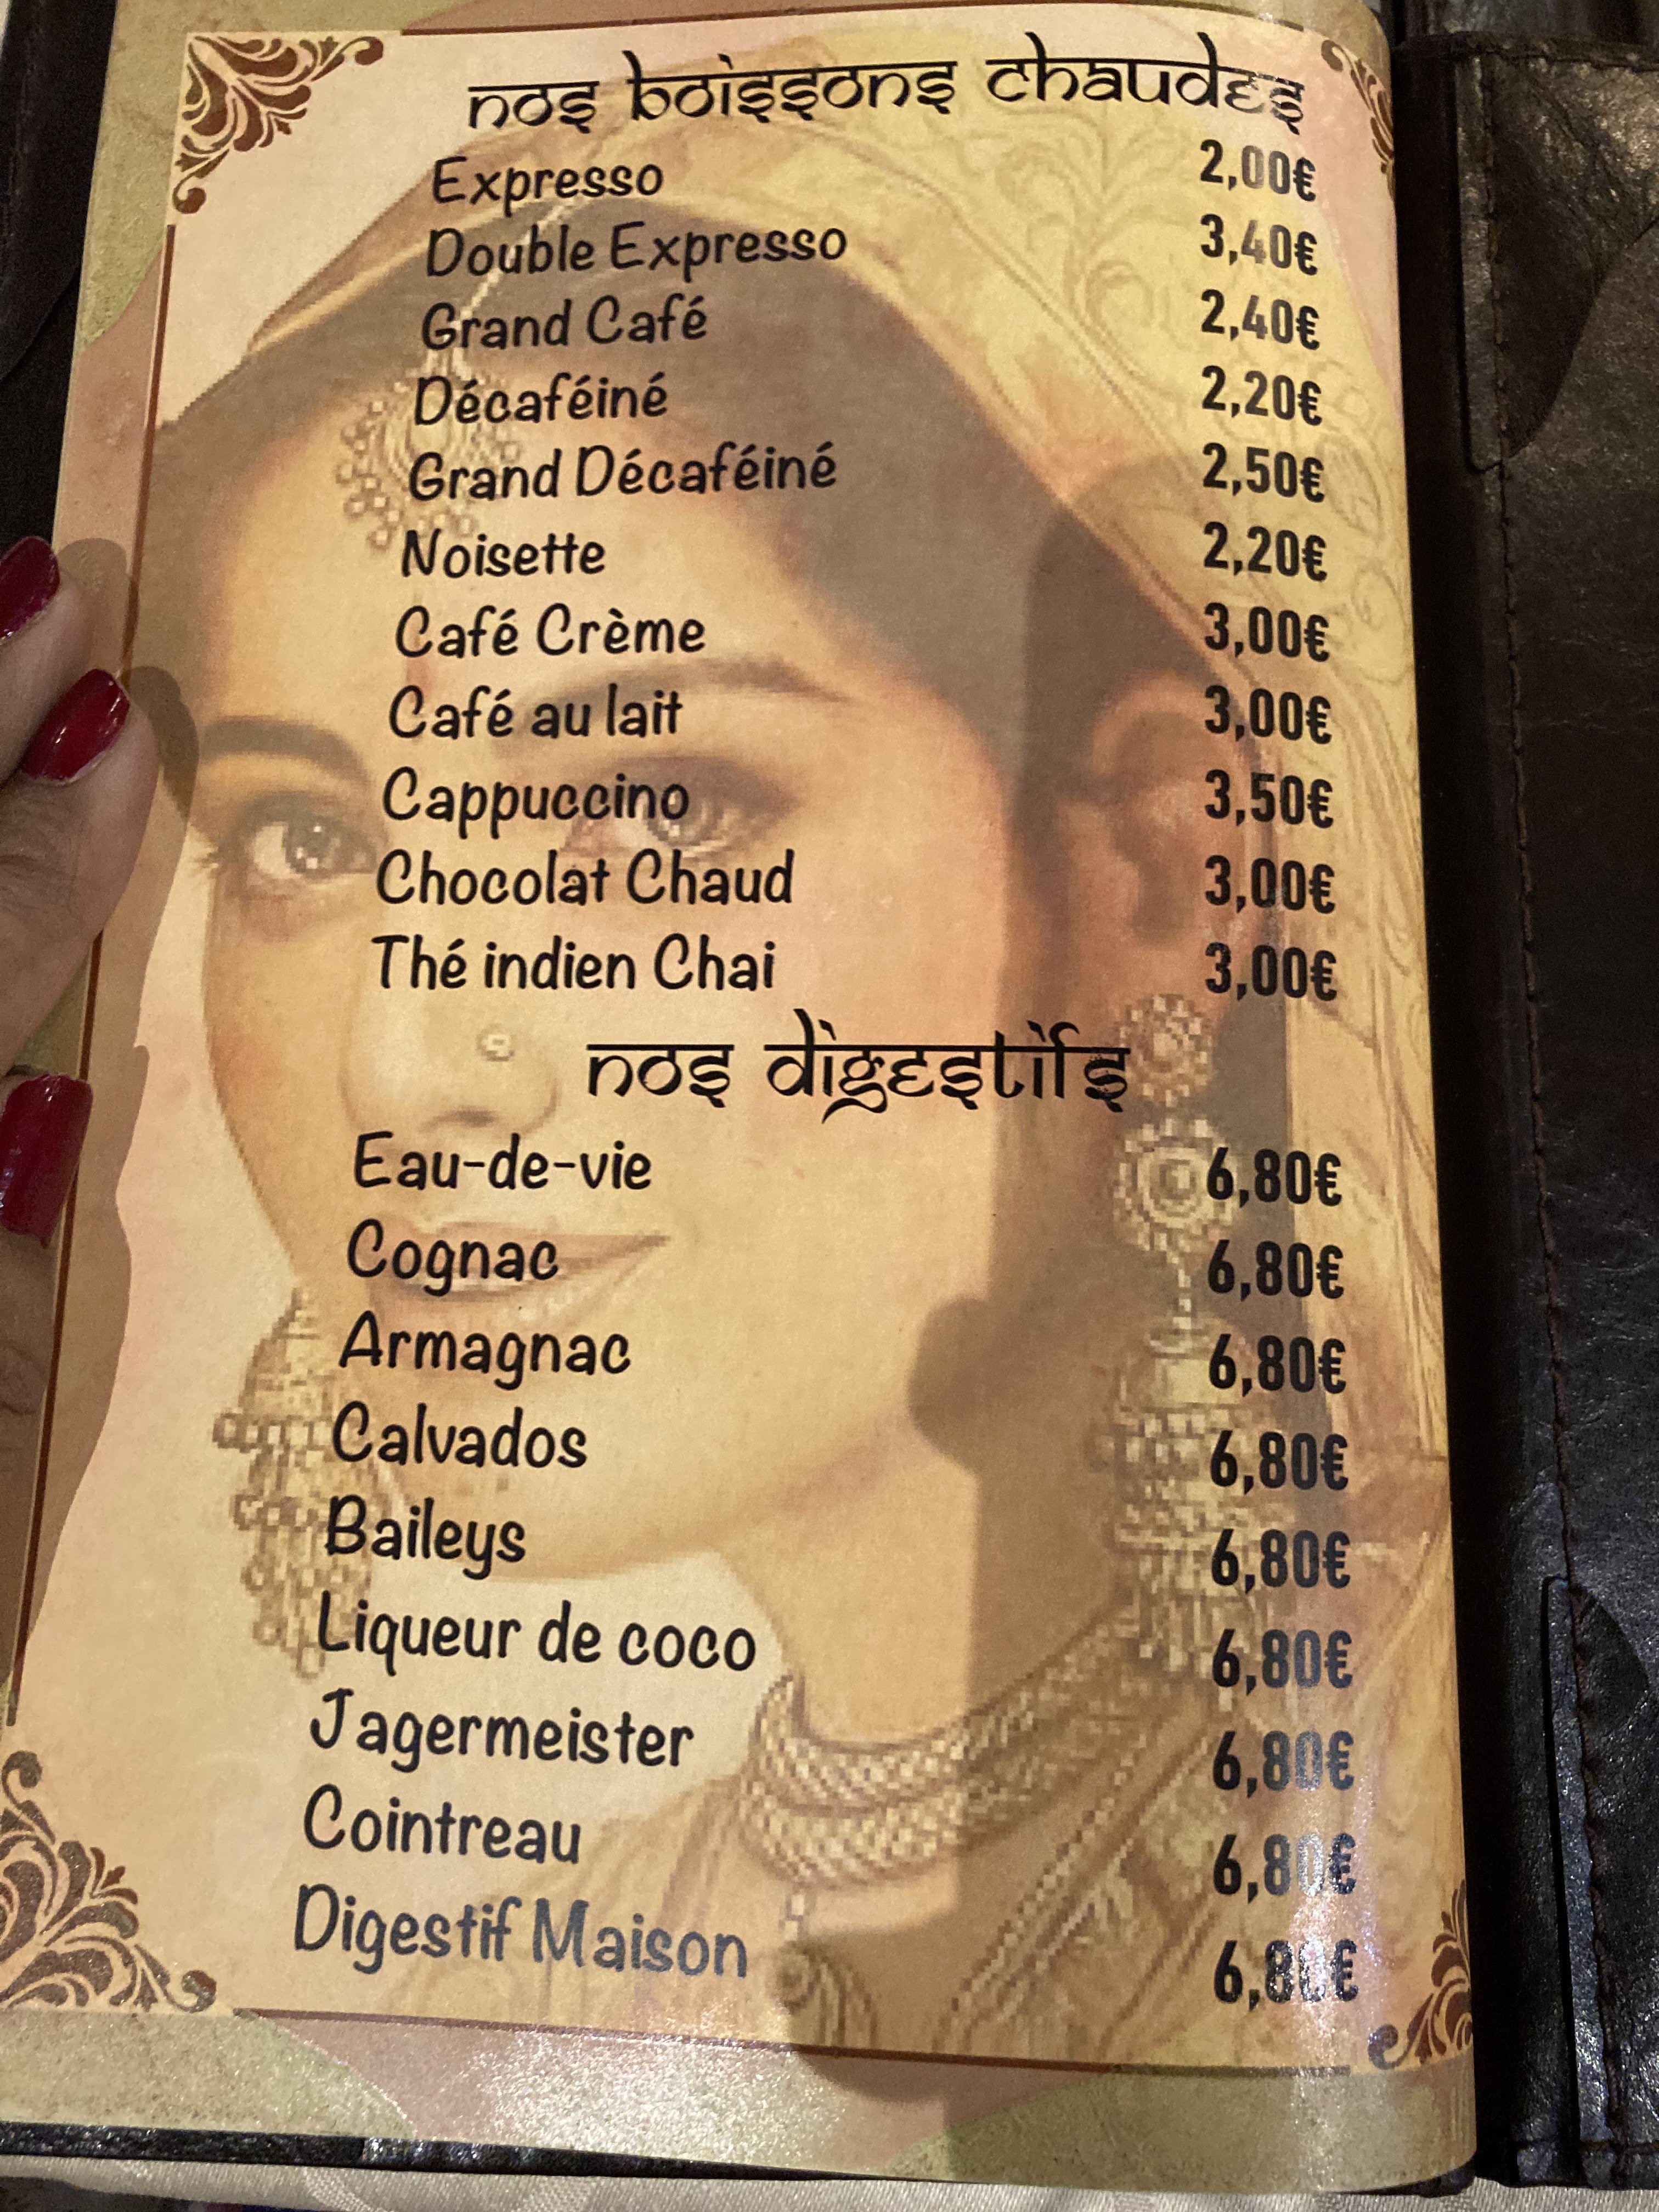 nos boissons chaudes
Expresso 2,00€
Double Expresso 3,40€
Grand Café 2,40€
Décaféiné 2,20€
Grand Décaféiné 2,50€
Noisette 2,20€
Café Crème 3,00€
Café au lait 3,00€
Cappuccino 3,50€
Chocolat Chaud 3,00€
Thé indien Chai 3,00€
nos digestifs
Eau-de-vie 6,80€
Cognac 6,80€
Armagnac 6,80€
Calvados 6,80€
Baileys 6,80€
Liqueur de coco 6,80€
Jagermeister 6,80€
Cointreau 6,80€
Digestif Maison 6,80€